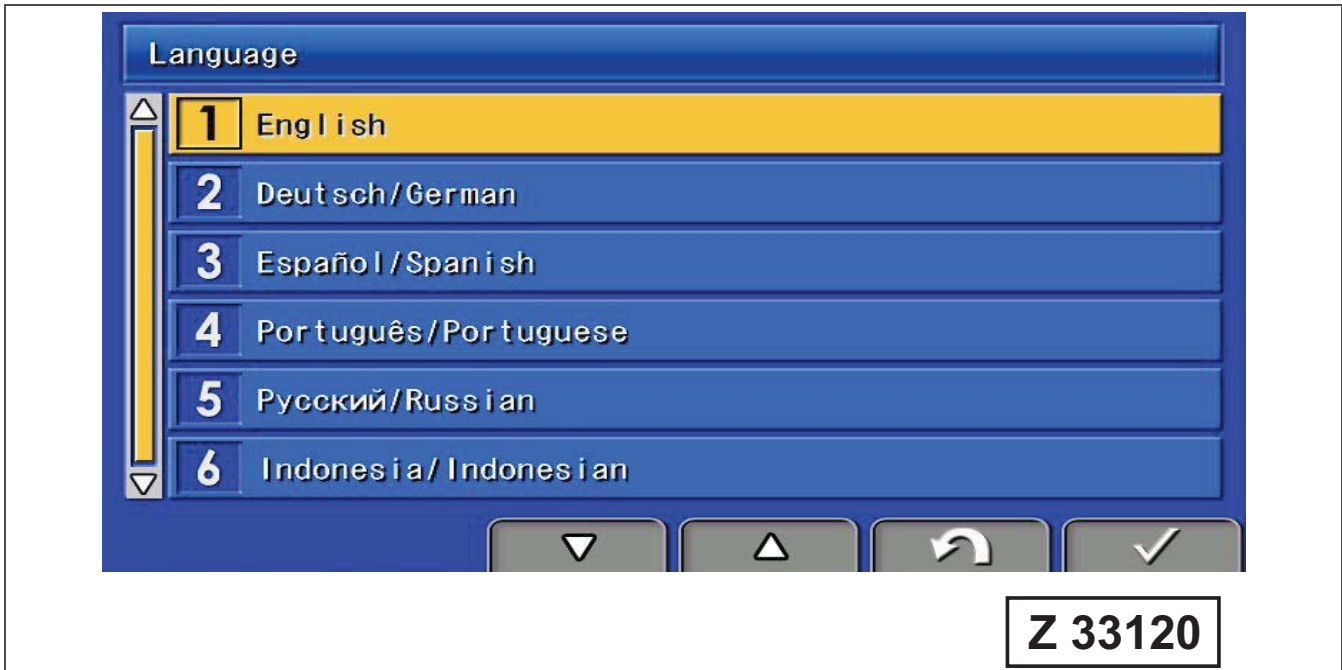 Language
1 English
2 Deutsch/German
3 Español/Spanish
4 Português/Portuguese
5 Русский/Russian
6 Indonesia/Indonesian
Z 33120